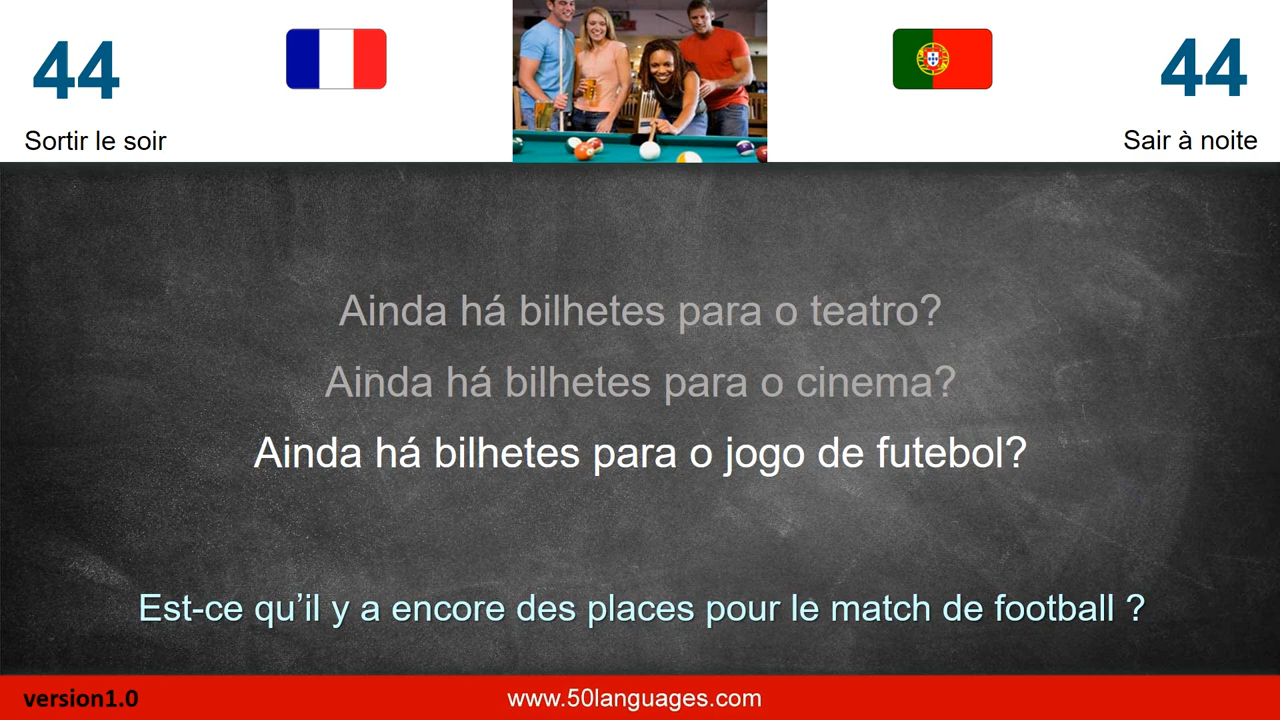 44
44
Sortir le soir
Sair à noite
Ainda há bilhetes para o teatro?
Ainda há bilhetes para o cinema?
Ainda há bilhetes para o jogo de futebol?
Est-ce qu’il y a encore des places pour le match de football ?
version1.0
www.50languages.com